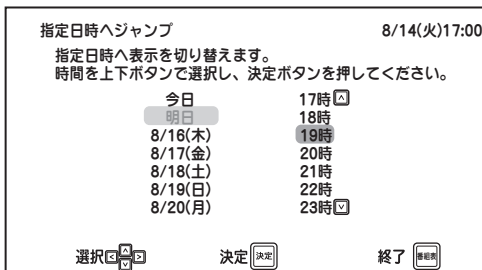 指定日時へジャンプ 8/14(火)17:00
指定日時へ表示を切り替えます。
時間を上下ボタンで選択し、決定ボタンを押してください。
今日 17時
明日 18時
8/16(木) 19時
8/17(金) 20時
8/18(土) 21時
8/19(日) 22時
8/20(月) 23時
選択 決定 決定 終了 番組表